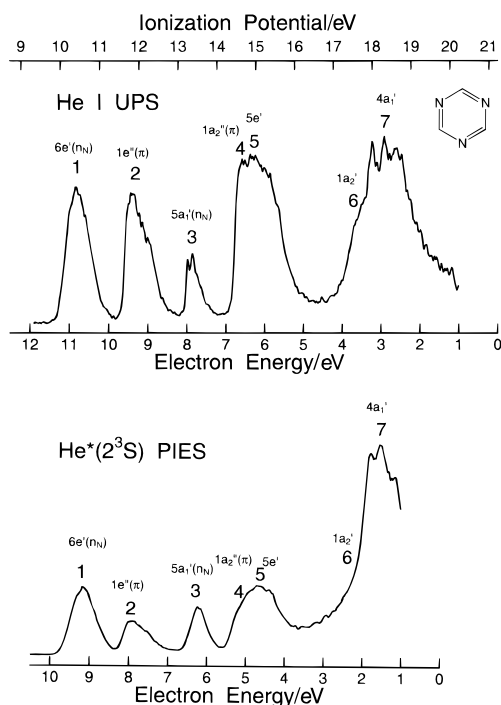 Ionization Potential/eV
9 10 11 12 13 14 15 16 17 18 19 20 21
He I UPS
6e'(nN)
1
1e"(π)
2
5a₁'(nN)
3
1a₂"(π)
4
5e'
5
1a₂'
6
4a₁'
7
N
N
N
12 11 10 9 8 7 6 5 4 3 2 1 0
Electron Energy/eV
He*(2³S) PIES
6e'(nN)
1
1e"(π)
2
5a₁'(nN)
3
1a₂"(π)
4
5
5e'
1a₂'
6
4a₁'
7
10 9 8 7 6 5 4 3 2 1 0
Electron Energy/eV